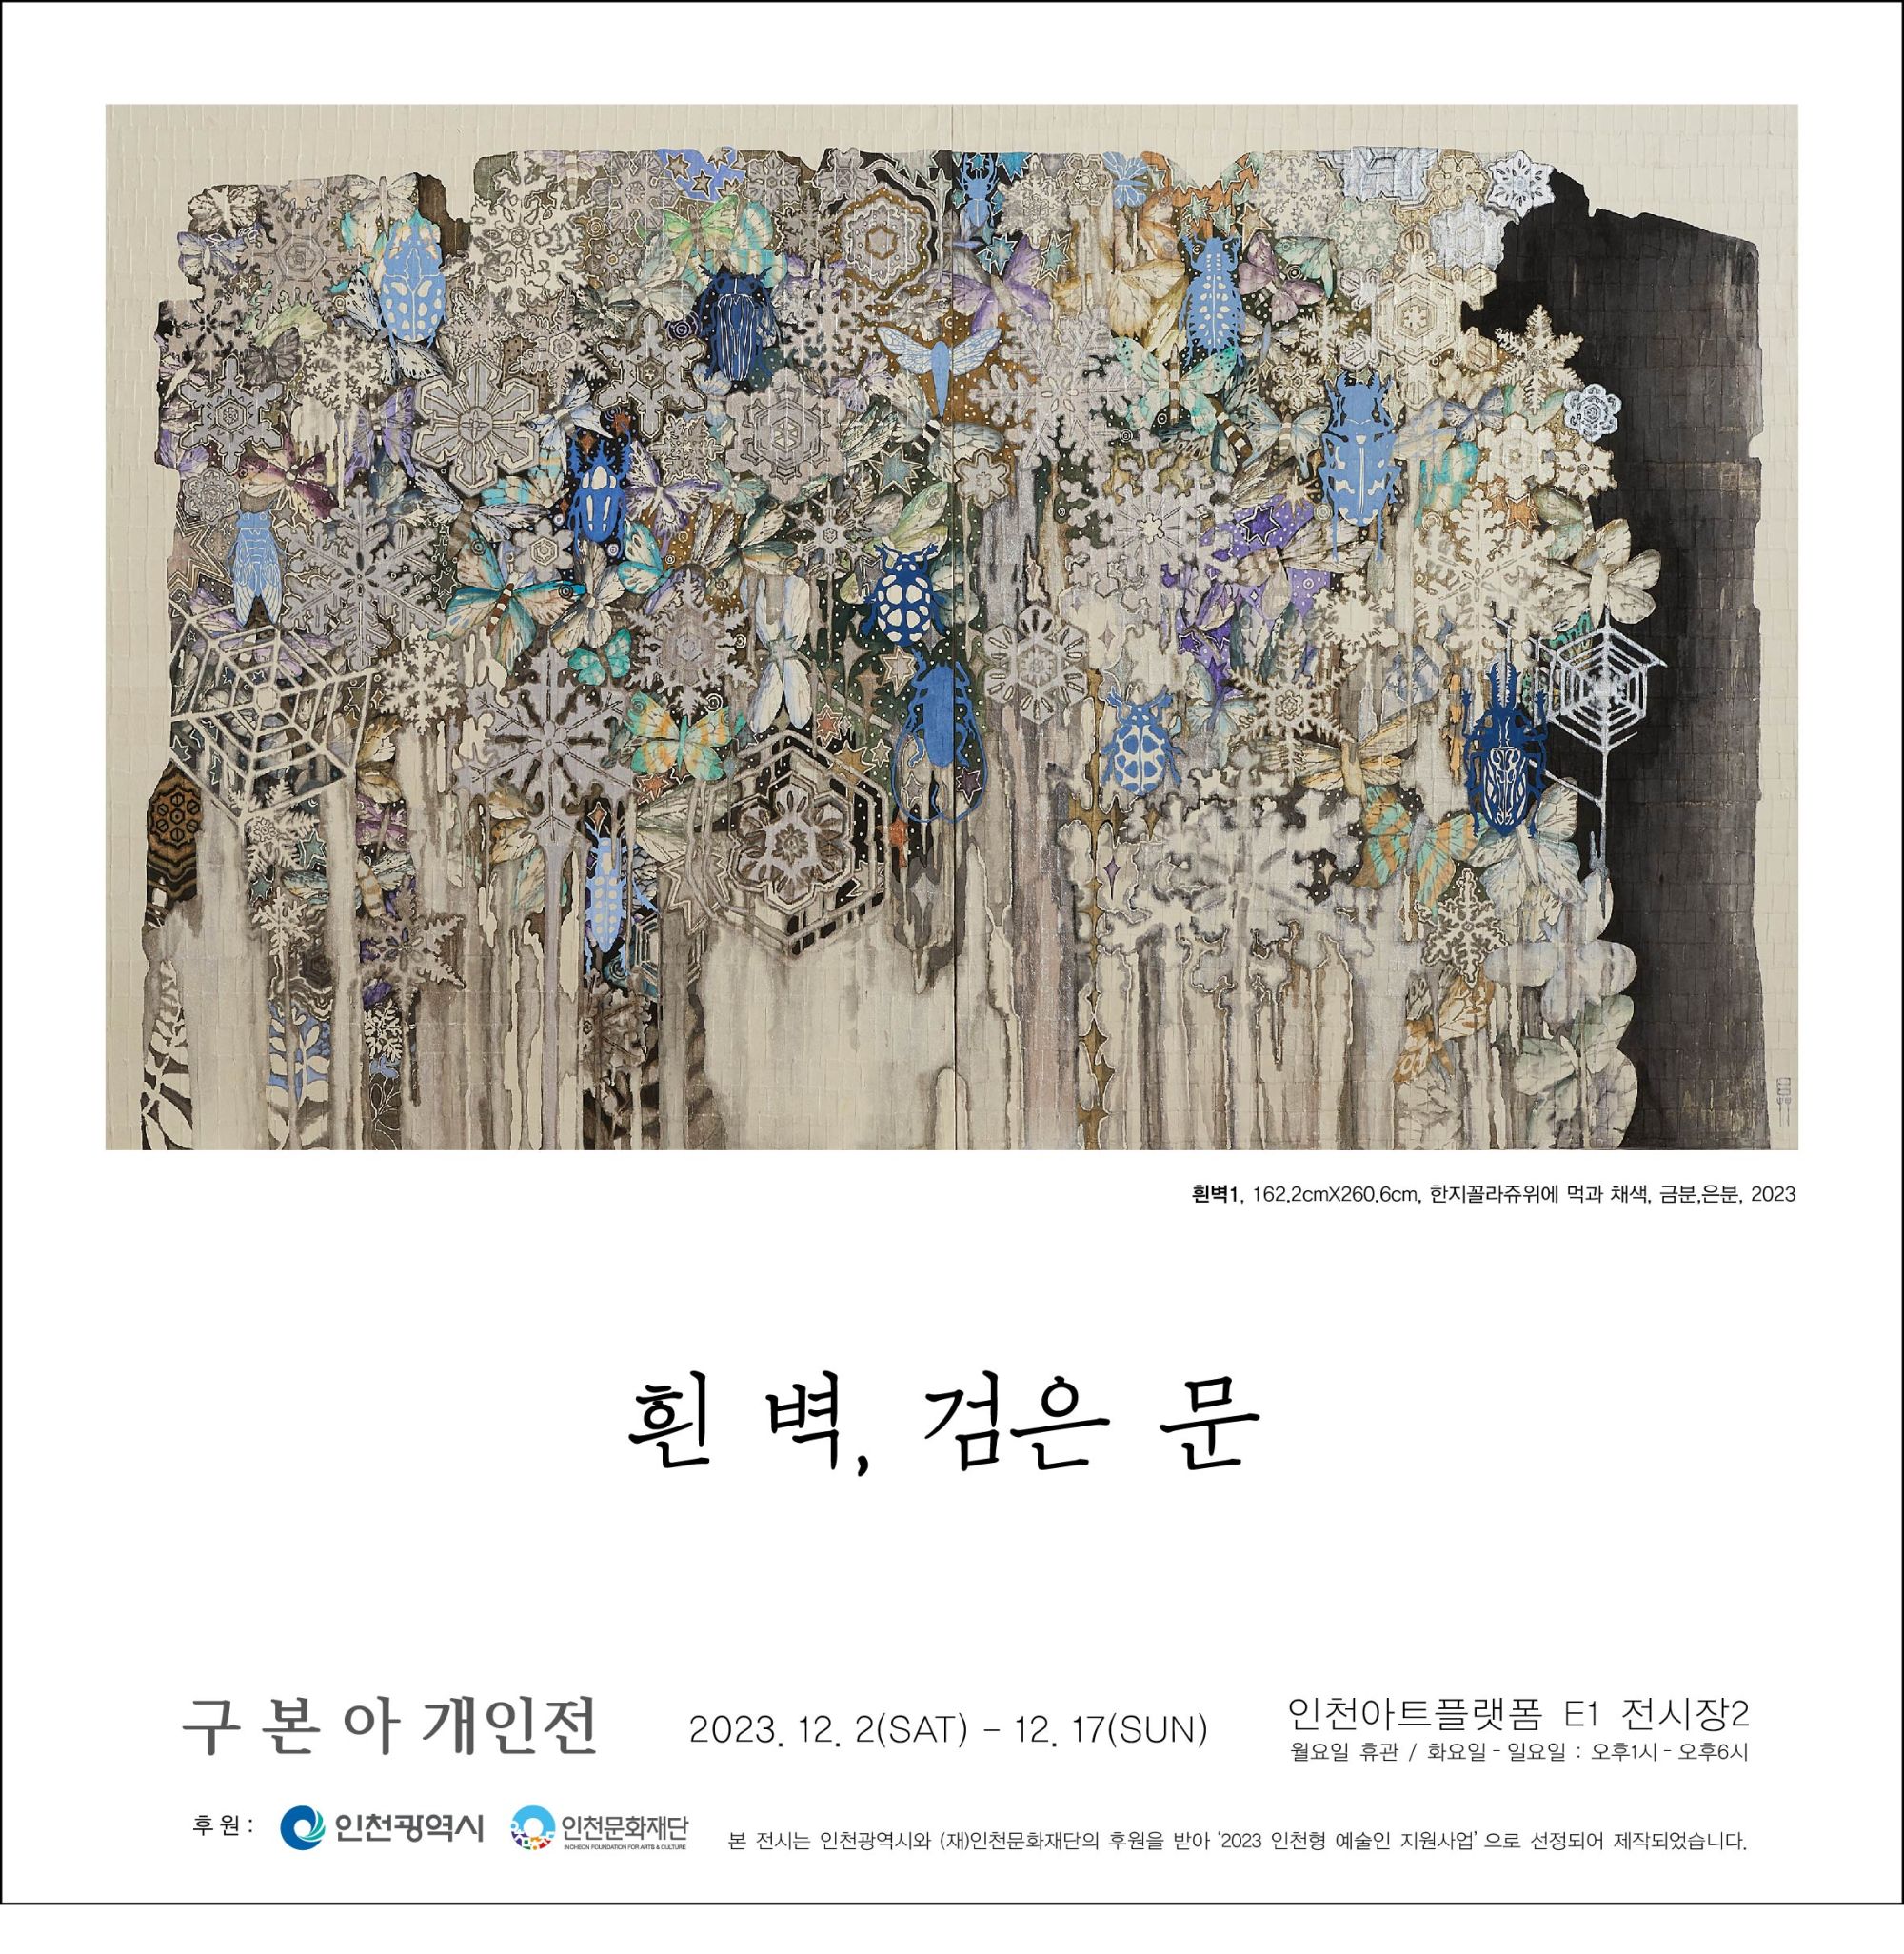 흰벽1, 162.2cmX260.6cm, 한지꼴라쥬위에 먹과 채색, 금분,은분, 2023
흰 벽, 검은 문
구 본 아 개인전
2023. 12. 2(SAT) - 12. 17(SUN)
인천아트플랫폼 E1 전시장2
월요일 휴관 / 화요일-일요일 : 오후1시-오후6시
후원 :
인천광역시
인천문화재단
INCHEON FOUNDATION FOR ARTS & CULTURE
본 전시는 인천광역시와 (재)인천문화재단의 후원을 받아 ‘2023 인천형 예술인 지원사업’ 으로 선정되어 제작되었습니다.